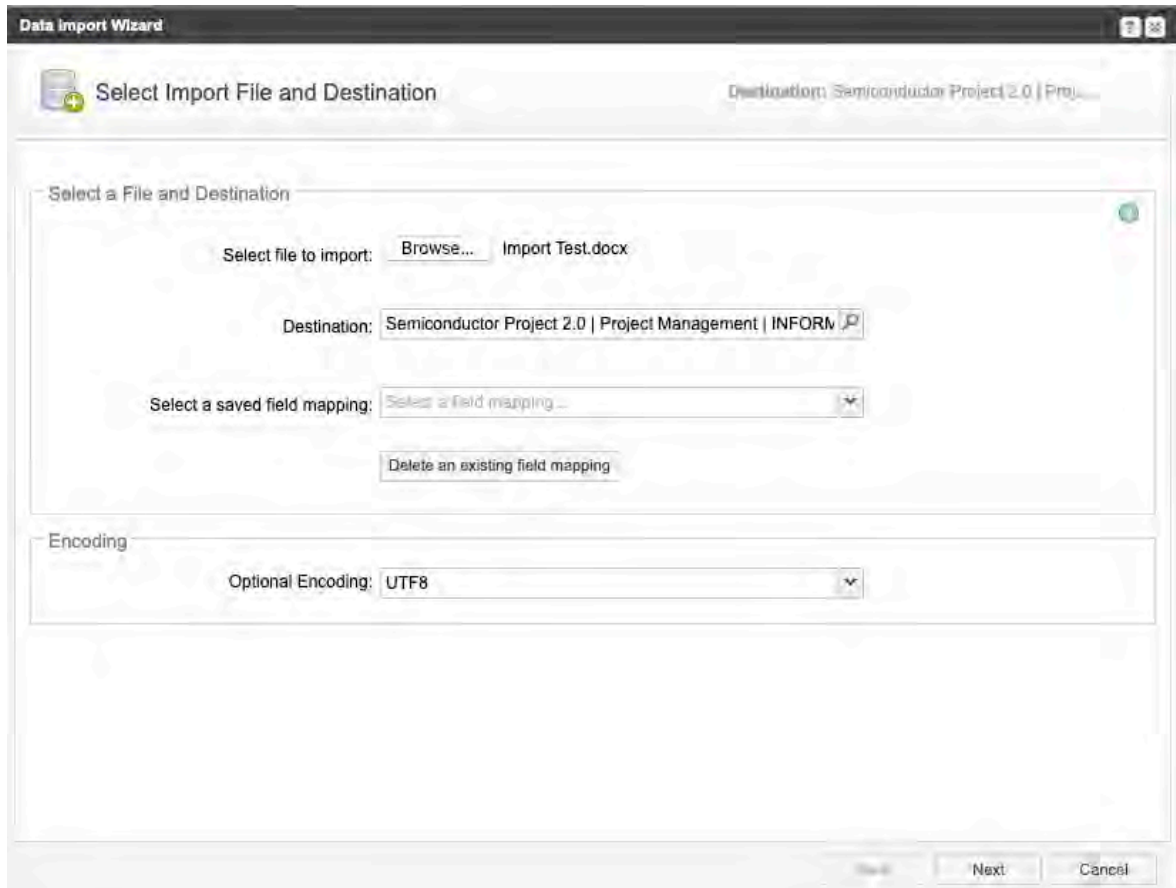 Data Import Wizard
Select Import File and Destination
Destination: Semiconductor Project 2.0 | Proj...
Select a File and Destination
Select file to import: Browse... Import Test.docx
Destination: Semiconductor Project 2.0 | Project Management | INFORM
Select a saved field mapping: Select a field mapping...
Delete an existing field mapping
Encoding
Optional Encoding: UTF8
Next Cancel